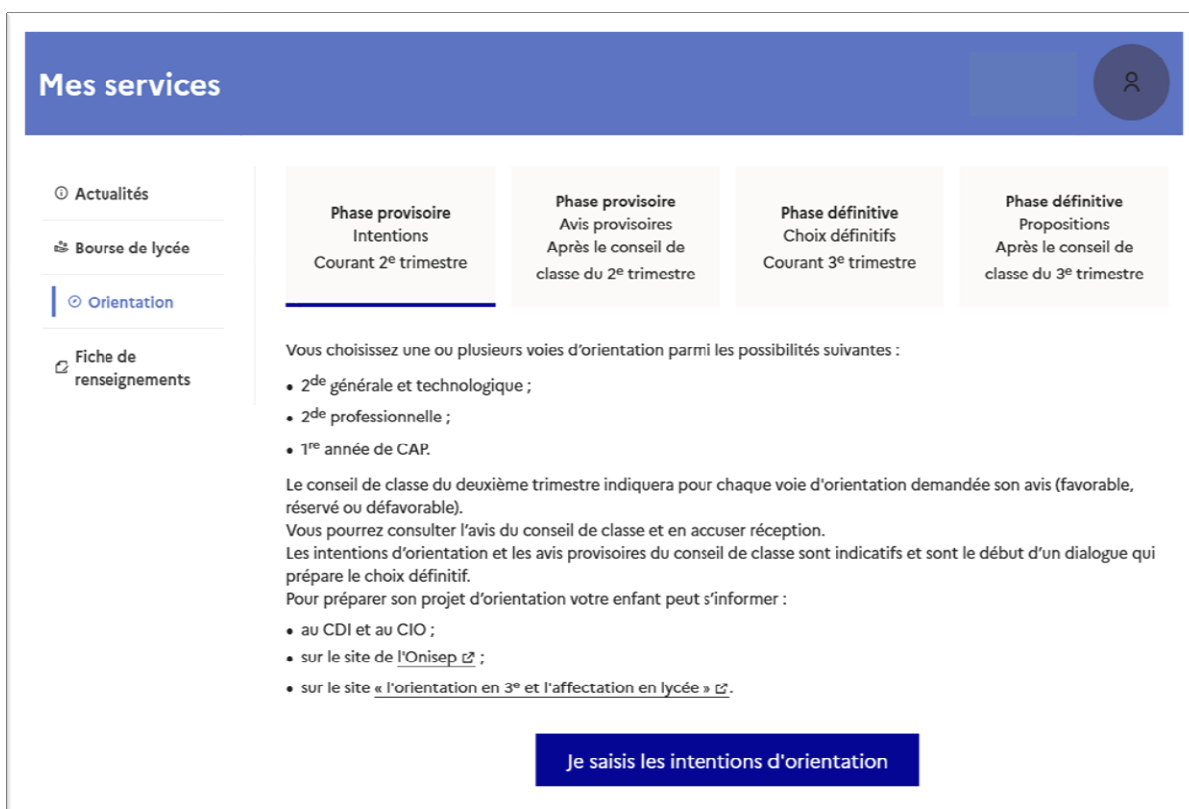 Mes services
Actualités
Bourse de lycée
Orientation
Fiche de
renseignements
Phase provisoire
Intentions
Courant 2e trimestre
Phase provisoire
Avis provisoires
Après le conseil de
classe du 2e trimestre
Phase définitive
Choix définitifs
Courant 3e trimestre
Phase définitive
Propositions
Après le conseil de
classe du 3e trimestre
Vous choisissez une ou plusieurs voies d'orientation parmi les possibilités suivantes :
• 2de générale et technologique ;
• 2de professionnelle ;
• 1re année de CAP.
Le conseil de classe du deuxième trimestre indiquera pour chaque voie d'orientation demandée son avis (favorable,
réservé ou défavorable).
Vous pourrez consulter l'avis du conseil de classe et en accuser réception.
Les intentions d'orientation et les avis provisoires du conseil de classe sont indicatifs et sont le début d'un dialogue qui
prépare le choix définitif.
Pour préparer son projet d'orientation votre enfant peut s'informer :
• au CDI et au CIO ;
• sur le site de l'Onisep ;
• sur le site « l'orientation en 3e et l'affectation en lycée » .
Je saisis les intentions d'orientation